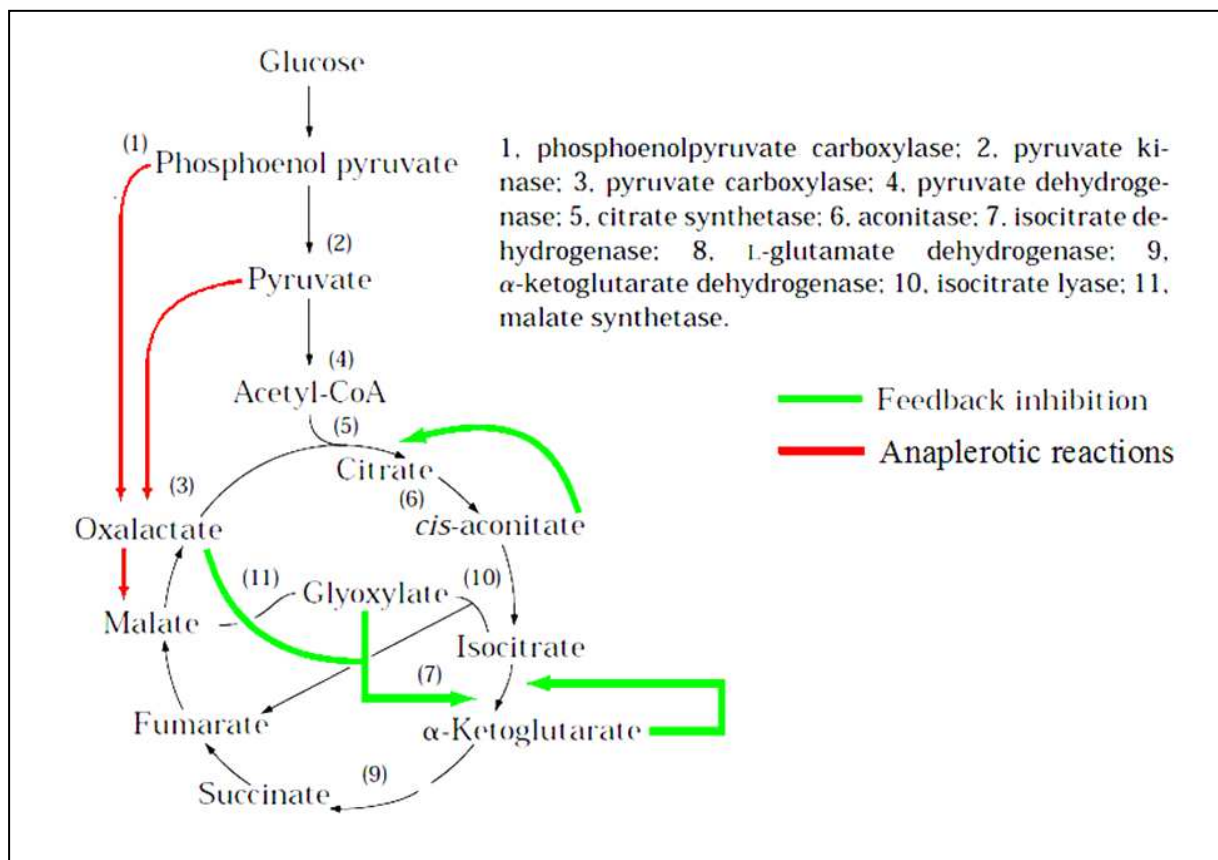 Glucose
(1)
Phosphoenol pyruvate
1, phosphoenolpyruvate carboxylase; 2, pyruvate ki-
nase; 3, pyruvate carboxylase; 4, pyruvate dehydroge-
nase; 5, citrate synthetase; 6, aconitase; 7, isocitrate de-
hydrogenase; 8, L-glutamate dehydrogenase; 9,
α-ketoglutarate dehydrogenase; 10, isocitrate lyase; 11,
malate synthetase.
(2)
Pyruvate
(4)
Acetyl-CoA
(5)
Feedback inhibition
Anaplerotic reactions
Citrate
(6)
(3)
Oxalactate
cis-aconitate
(11)
Glyoxylate
(10)
Malate
Isocitrate
(7)
Fumarate
α-Ketoglutarate
(9)
Succinate